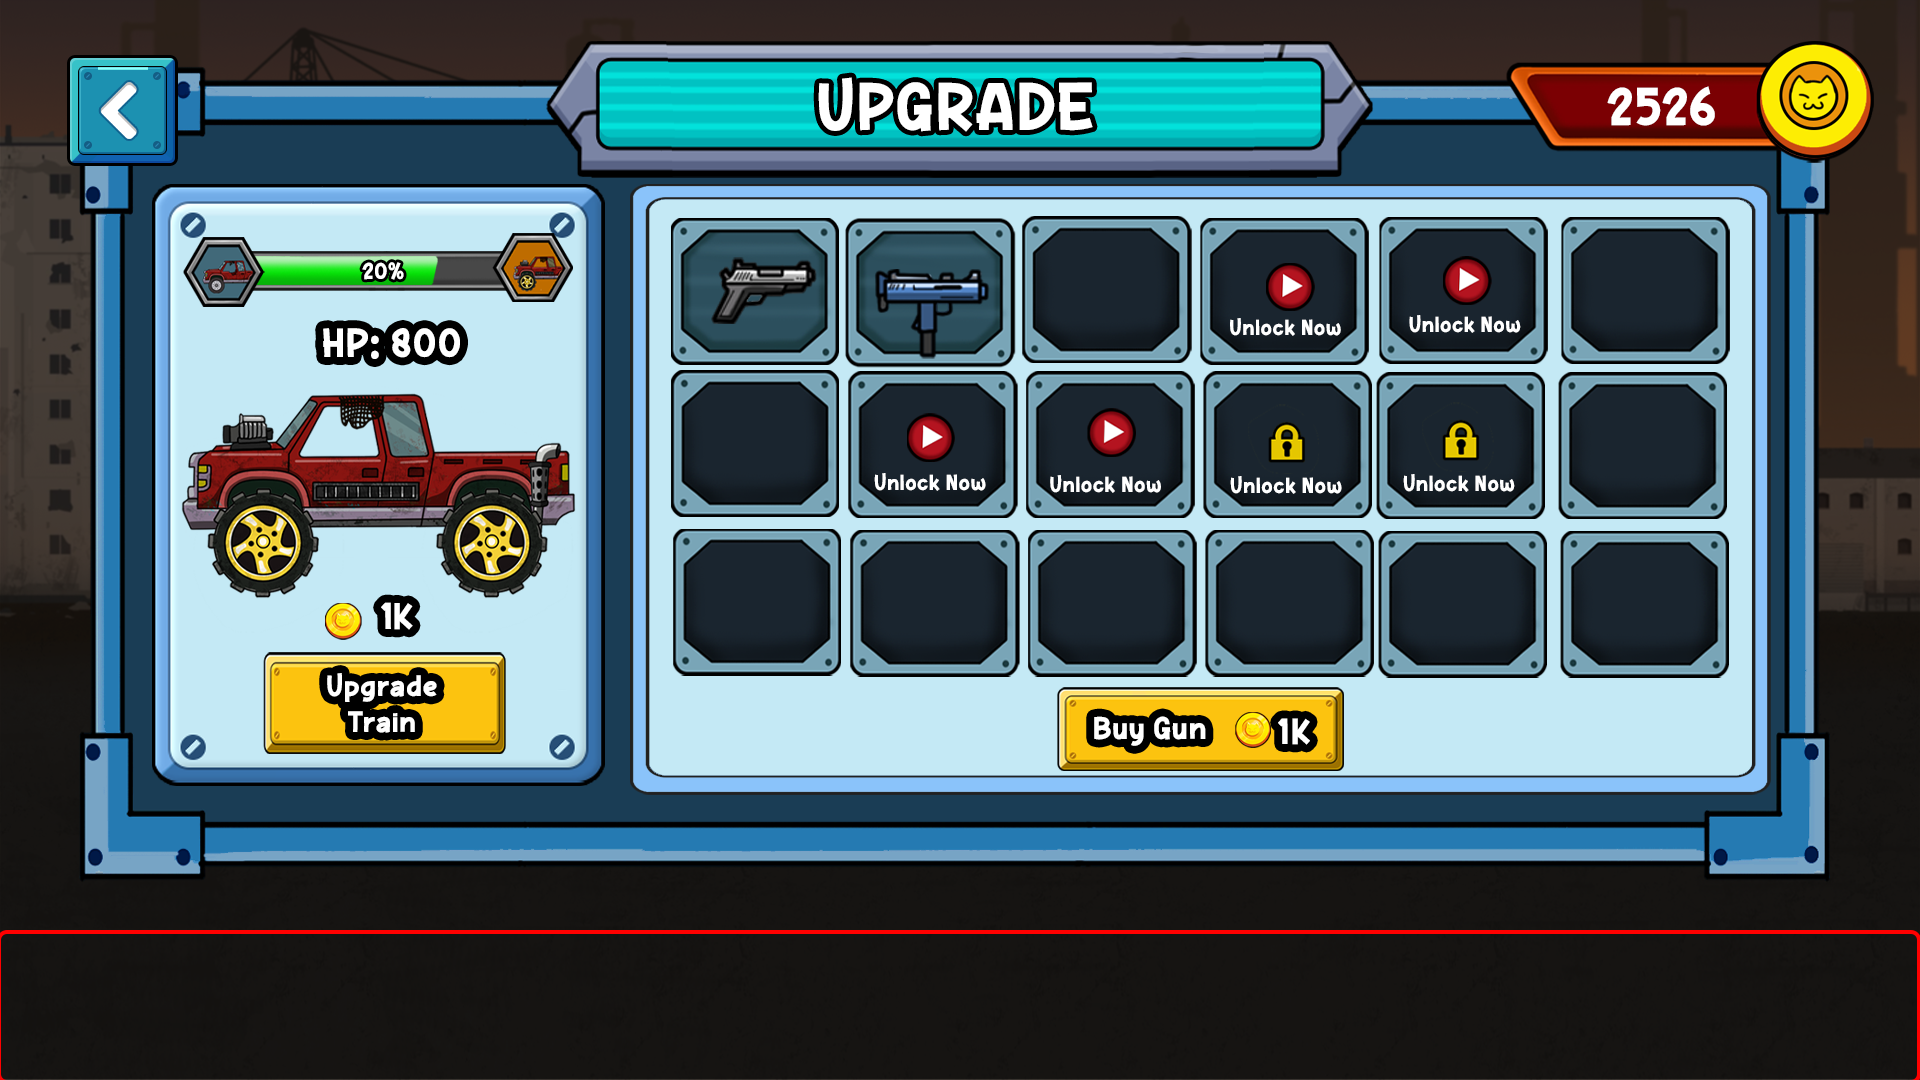 UPGRADE
2526
20%
HP: 800
1K
Upgrade
Train
Unlock Now
Unlock Now
Unlock Now
Unlock Now
Unlock Now
Unlock Now
Buy Gun 1K